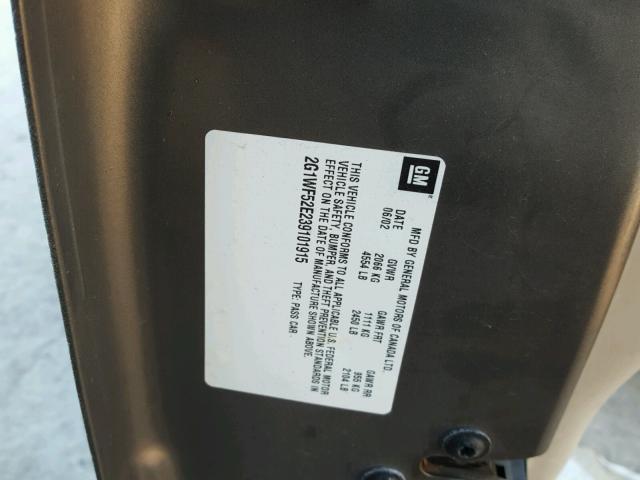 GM
MFD BY GENERAL MOTORS OF CANADA LTD.
DATE GVWR GAWR FRT GAWR RR
06/02 2066 KG 1111 KG 955 KG
4554 LB 2450 LB 2104 LB
THIS VEHICLE CONFORMS TO ALL APPLICABLE U.S. FEDERAL MOTOR
VEHICLE SAFETY, BUMPER, AND THEFT PREVENTION STANDARDS IN
EFFECT ON THE DATE OF MANUFACTURE SHOWN ABOVE.
2G1WF52E239101915 TYPE: PASS CAR